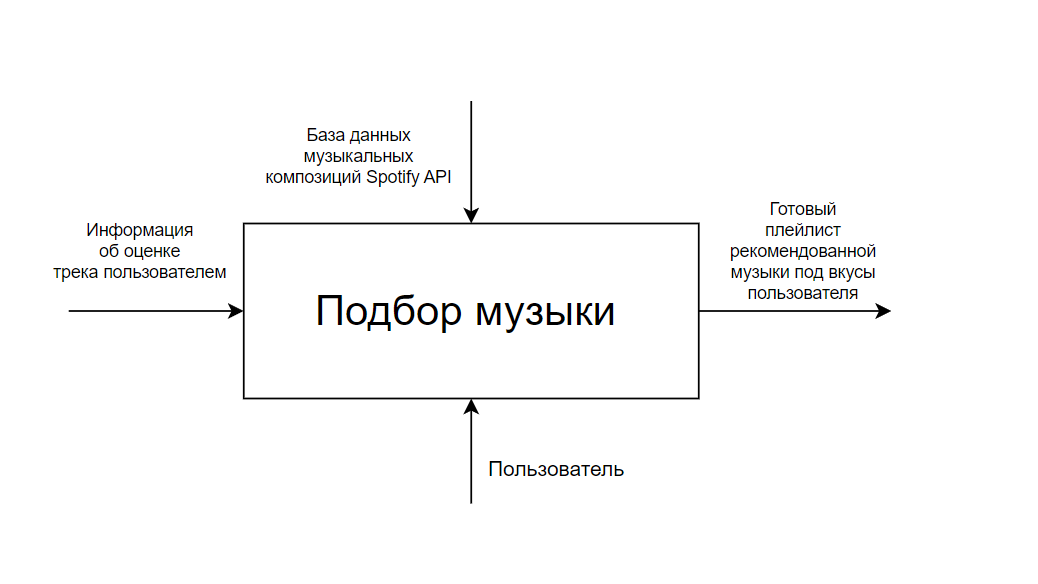 База данных
музыкальных
композиций Spotify API
Информация
об оценке
трека пользователем
Готовый
плейлист
рекомендованной
музыки под вкусы
пользователя
Подбор музыки
Пользователь